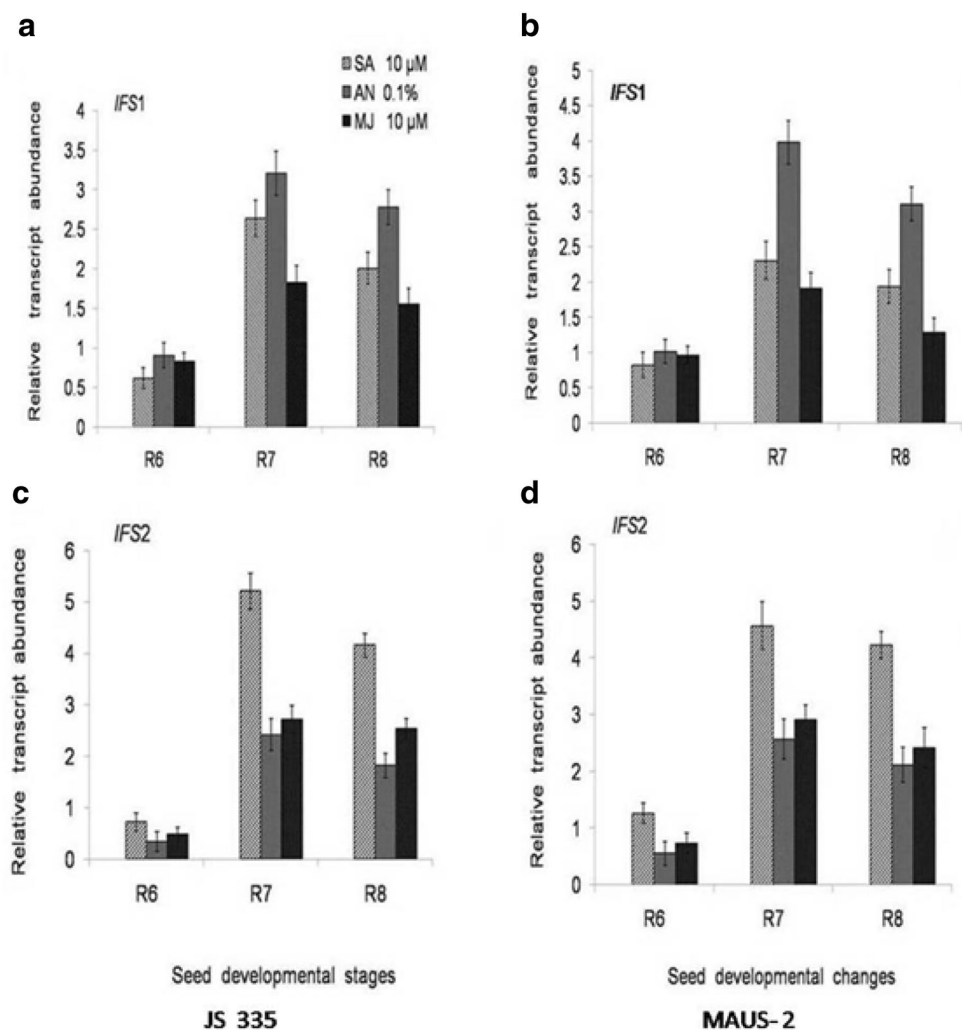 a
IFS1
SA 10 µM
AN 0.1%
MJ 10 µM
Relative transcript abundance
4
3.5
3
2.5
2
1.5
1
0.5
0
R6 R7 R8
b
IFS1
Relative transcript abundance
5
4.5
4
3.5
3
2.5
2
1.5
1
0.5
0
R6 R7 R8
c
IFS2
Relative transcript abundance
6
5
4
3
2
1
0
R6 R7 R8
Seed developmental stages
JS 335
d
IFS2
Relative transcript abundance
6
5
4
3
2
1
0
R6 R7 R8
Seed developmental changes
MAUS-2